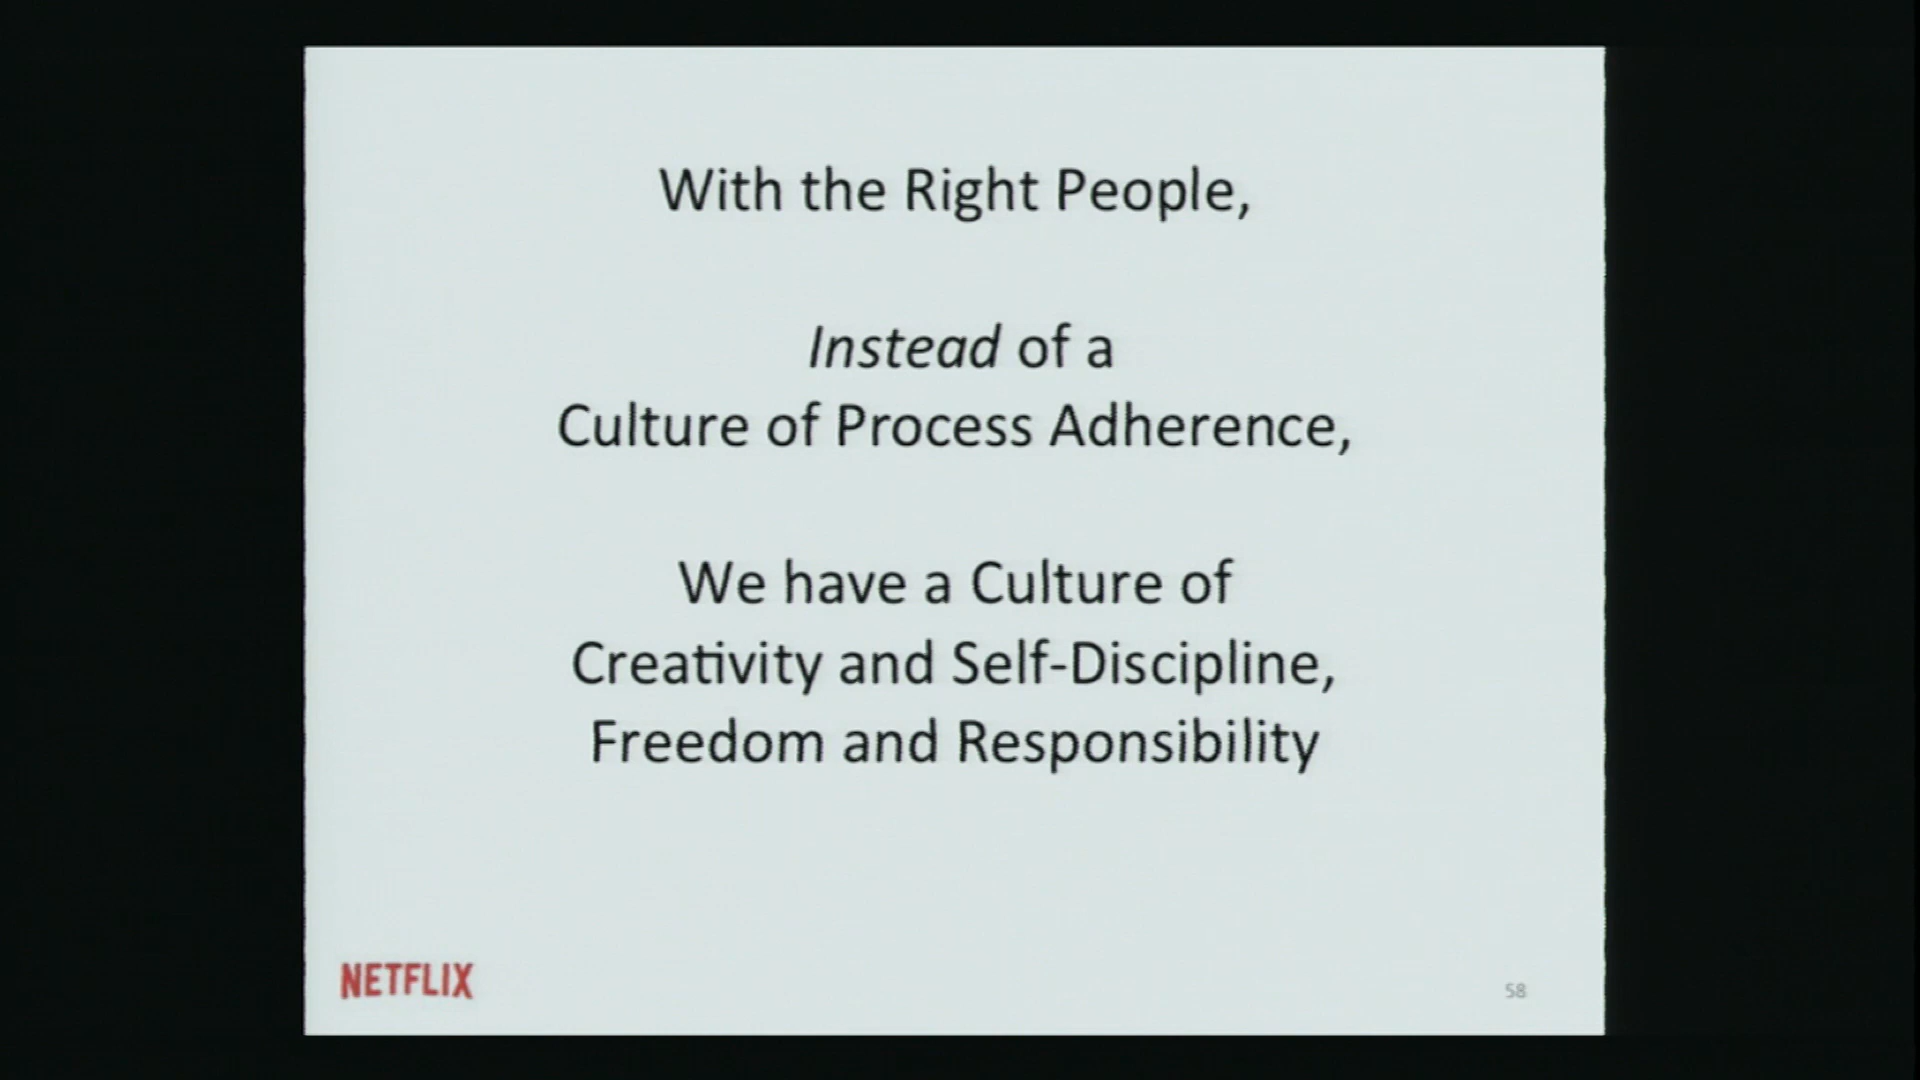 With the Right People,
Instead of a
Culture of Process Adherence,
We have a Culture of
Creativity and Self-Discipline,
Freedom and Responsibility
NETFLIX
58